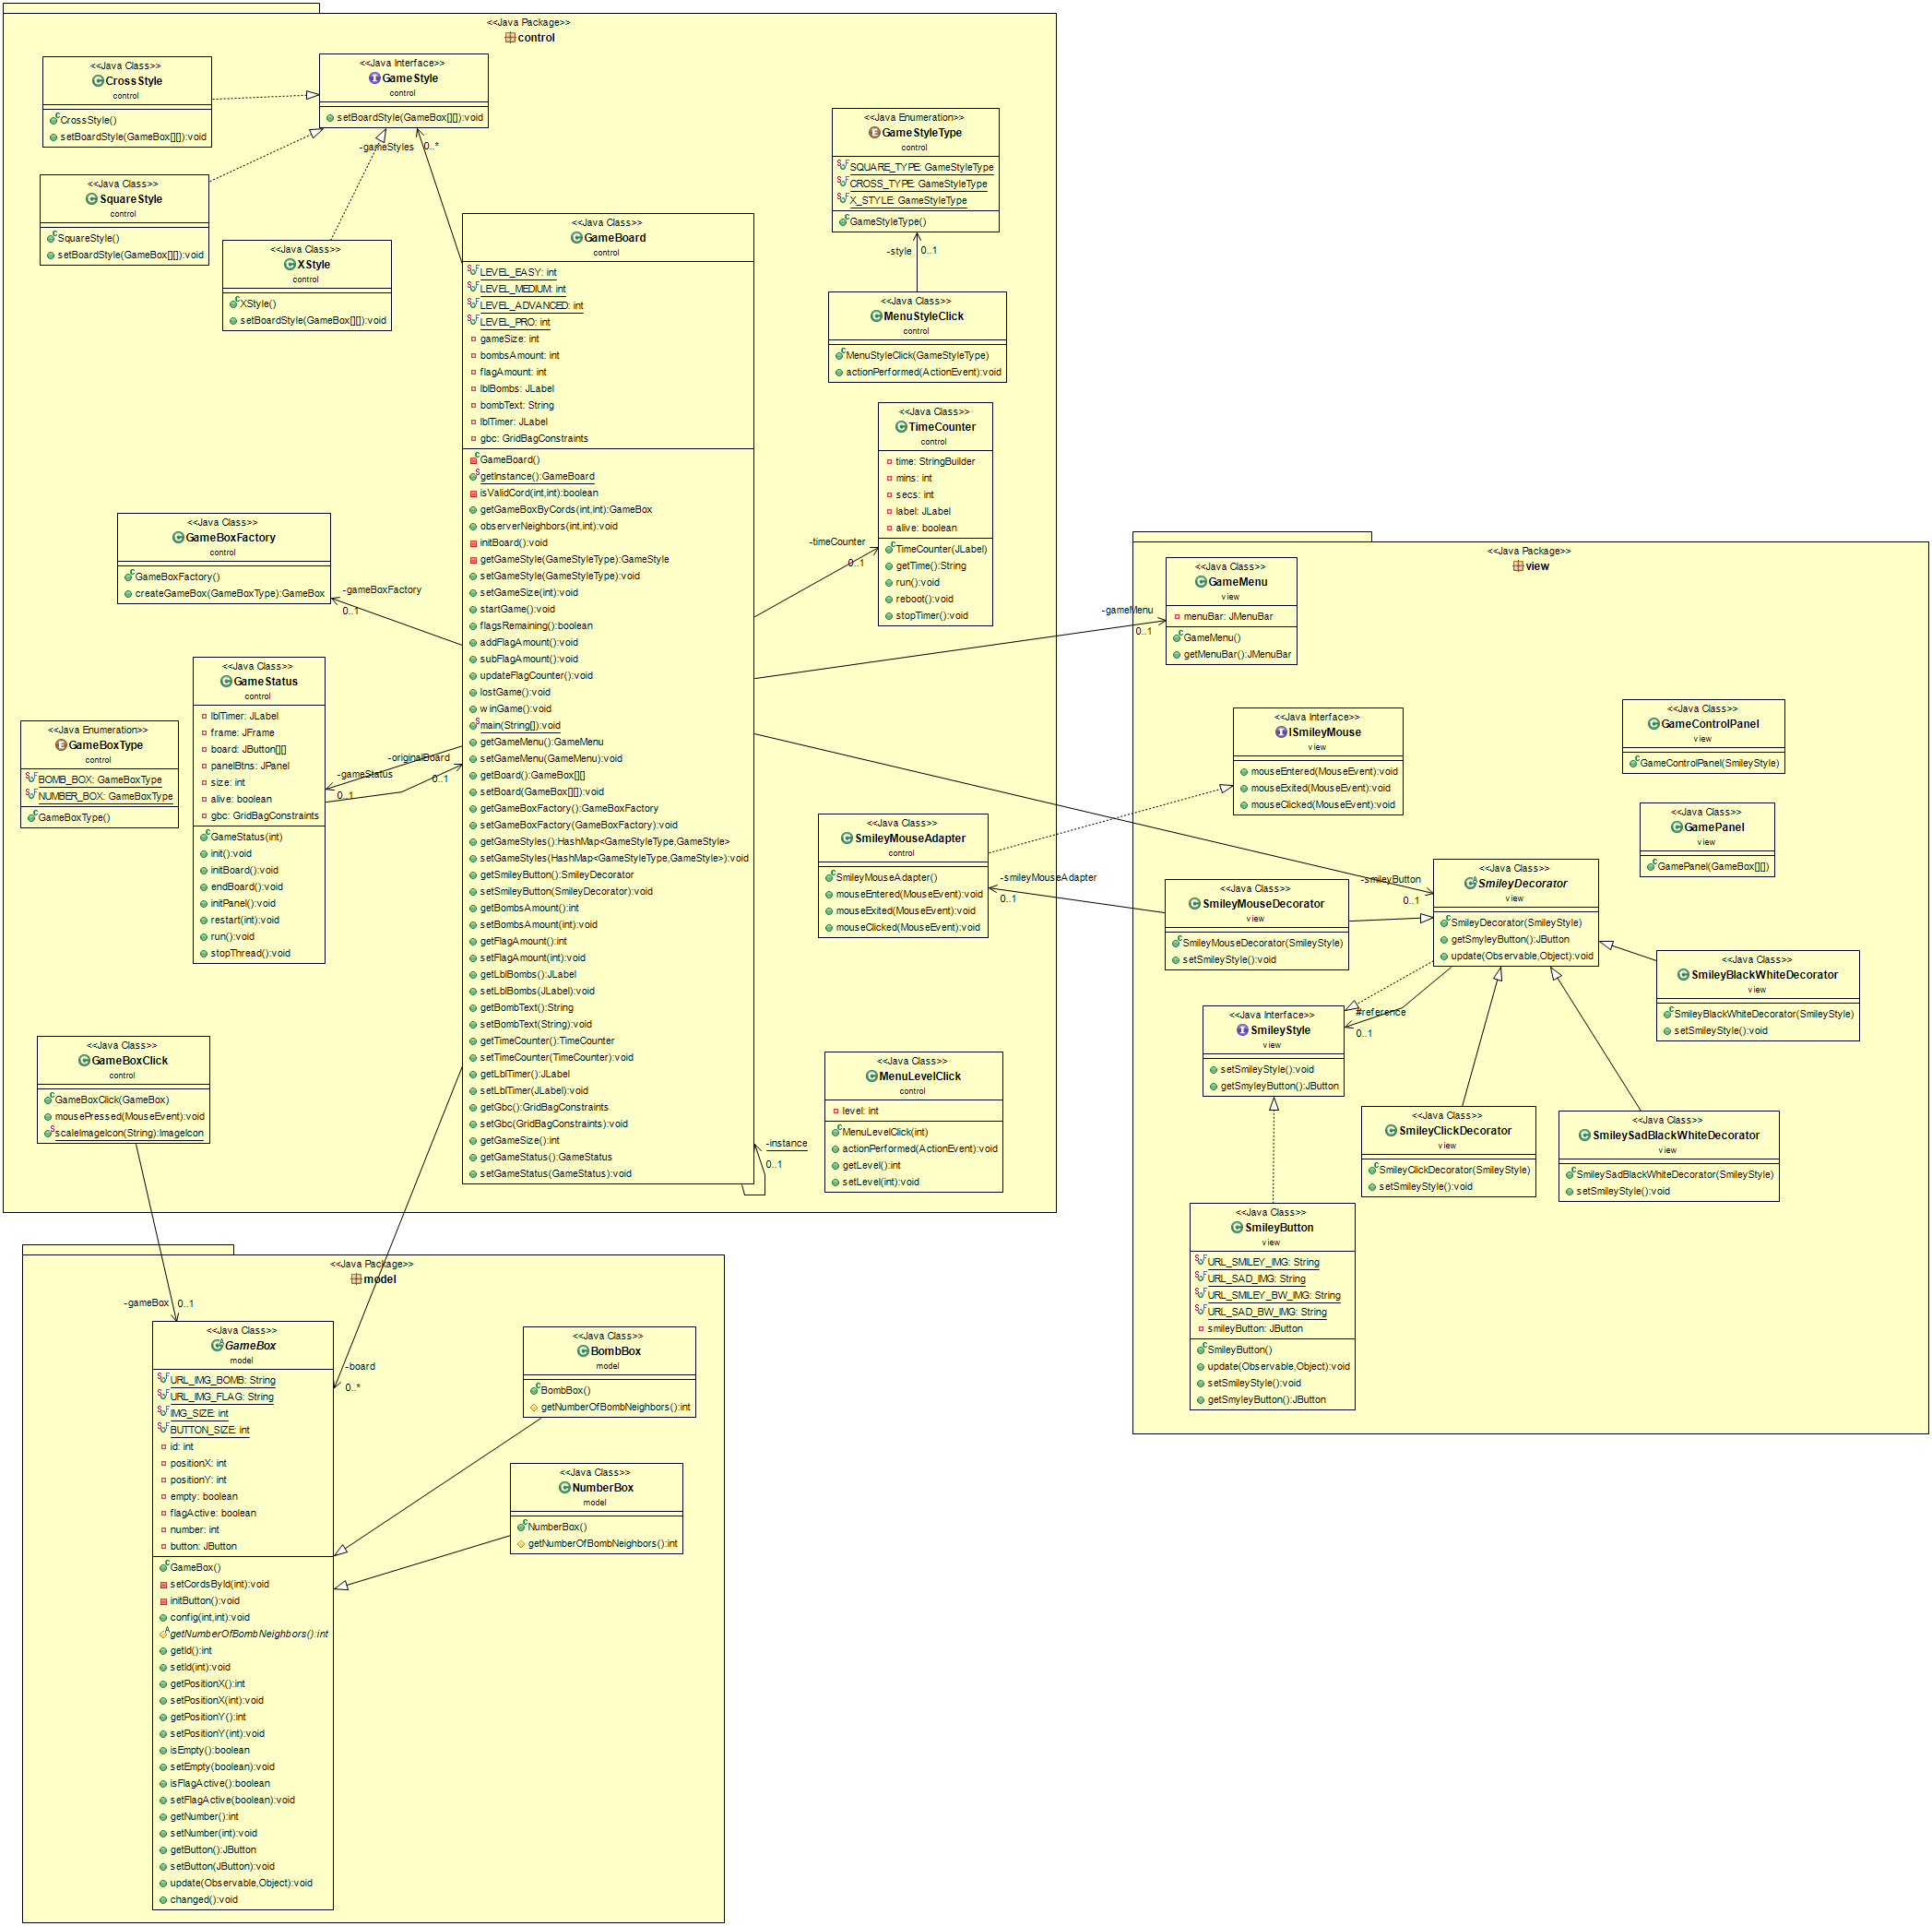 <<Java Package>>
control
<<Java Class>>
CrossStyle
control
CrossStyle()
setBoardStyle(GameBox[][]):void
<<Java Interface>>
GameStyle
control
setBoardStyle(GameBox[][]):void
<<Java Class>>
SquareStyle
control
SquareStyle()
setBoardStyle(GameBox[][]):void
<<Java Class>>
XStyle
control
XStyle()
setBoardStyle(GameBox[][]):void
-gameStyles
0..*
<<Java Enumeration>>
GameStyleType
control
SQUARE_TYPE: GameStyleType
CROSS_TYPE: GameStyleType
X_STYLE: GameStyleType
GameStyleType()
-style
0..1
<<Java Class>>
MenuStyleClick
control
MenuStyleClick(GameStyleType)
actionPerformed(ActionEvent):void
<<Java Class>>
TimeCounter
control
time: StringBuilder
mins: int
secs: int
label: JLabel
alive: boolean
TimeCounter(JLabel)
getTime():String
run():void
reboot():void
stopTimer():void
-timeCounter
0..1
<<Java Class>>
GameBoard
control
LEVEL_EASY: int
LEVEL_MEDIUM: int
LEVEL_ADVANCED: int
LEVEL_PRO: int
gameSize: int
bombsAmount: int
flagAmount: int
lblBombs: JLabel
bombText: String
lblTimer: JLabel
gbc: GridBagConstraints
GameBoard()
getInstance():GameBoard
isValidCord(int,int):boolean
getGameBoxByCords(int,int):GameBox
observerNeighbors(int,int):void
initBoard():void
getGameStyle(GameStyleType):GameStyle
setGameStyle(GameStyleType):void
setGameSize(int):void
startGame():void
flagsRemaining():boolean
addFlagAmount():void
subFlagAmount():void
updateFlagCounter():void
lostGame():void
winGame():void
main(String[]):void
getGameMenu():GameMenu
setGameMenu(GameMenu):void
getBoard():GameBox[][]
setBoard(GameBox[][]):void
getGameBoxFactory():GameBoxFactory
setGameBoxFactory(GameBoxFactory):void
getGameStyles():HashMap<GameStyleType,GameStyle>
setGameStyles(HashMap<GameStyleType,GameStyle>):void
getSmileyButton():SmileyDecorator
setSmileyButton(SmileyDecorator):void
getBombsAmount():int
setBombsAmount(int):void
getFlagAmount():int
setFlagAmount(int):void
getLblBombs():JLabel
setLblBombs(JLabel):void
getBombText():String
setBombText(String):void
getTimeCounter():TimeCounter
setTimeCounter(TimeCounter):void
getLblTimer():JLabel
setLblTimer(JLabel):void
getGbc():GridBagConstraints
setGbc(GridBagConstraints):void
getGameSize():int
getGameStatus():GameStatus
setGameStatus(GameStatus):void
-instance
0..1
<<Java Class>>
GameBoxFactory
control
GameBoxFactory()
createGameBox(GameBoxType):GameBox
-gameBoxFactory
0..1
<<Java Class>>
GameStatus
control
lblTimer: JLabel
frame: JFrame
board: JButton[][]
panelBtns: JPanel
size: int
alive: boolean
gbc: GridBagConstraints
GameStatus(int)
init():void
initBoard():void
endBoard():void
initPanel():void
restart(int):void
run():void
stopThread():void
-originalBoard
0..1
-gameStatus
0..1
<<Java Enumeration>>
GameBoxType
control
BOMB_BOX: GameBoxType
NUMBER_BOX: GameBoxType
GameBoxType()
<<Java Class>>
GameBoxClick
control
GameBoxClick(GameBox)
mousePressed(MouseEvent):void
scaleImageIcon(String):ImageIcon
<<Java Class>>
SmileyMouseAdapter
control
SmileyMouseAdapter()
mouseEntered(MouseEvent):void
mouseExited(MouseEvent):void
mouseClicked(MouseEvent):void
-smileyMouseAdapter
0..1
<<Java Class>>
MenuLevelClick
control
level: int
MenuLevelClick(int)
actionPerformed(ActionEvent):void
getLevel():int
setLevel(int):void
<<Java Package>>
view
<<Java Class>>
GameMenu
view
menuBar: JMenuBar
GameMenu()
getMenuBar():JMenuBar
-gameMenu
0..1
<<Java Interface>>
ISmileyMouse
view
mouseEntered(MouseEvent):void
mouseExited(MouseEvent):void
mouseClicked(MouseEvent):void
<<Java Class>>
GameControlPanel
view
GameControlPanel(SmileyStyle)
<<Java Class>>
GamePanel
view
GamePanel(GameBox[][])
<<Java Class>>
SmileyMouseDecorator
view
SmileyMouseDecorator(SmileyStyle)
setSmileyStyle():void
-smileyButton
0..1
<<Java Class>>
SmileyDecorator
view
SmileyDecorator(SmileyStyle)
getSmyleyButton():JButton
update(Observable,Object):void
<<Java Class>>
SmileyBlackWhiteDecorator
view
SmileyBlackWhiteDecorator(SmileyStyle)
setSmileyStyle():void
#reference
0..1
<<Java Interface>>
SmileyStyle
view
setSmileyStyle():void
getSmyleyButton():JButton
<<Java Class>>
SmileyClickDecorator
view
SmileyClickDecorator(SmileyStyle)
setSmileyStyle():void
<<Java Class>>
SmileySadBlackWhiteDecorator
view
SmileySadBlackWhiteDecorator(SmileyStyle)
setSmileyStyle():void
<<Java Class>>
SmileyButton
view
URL_SMILEY_IMG: String
URL_SAD_IMG: String
URL_SMILEY_BW_IMG: String
URL_SAD_BW_IMG: String
smileyButton: JButton
SmileyButton()
update(Observable,Object):void
setSmileyStyle():void
getSmyleyButton():JButton
<<Java Package>>
model
-gameBox
0..1
<<Java Class>>
GameBox
model
URL_IMG_BOMB: String
URL_IMG_FLAG: String
IMG_SIZE: int
BUTTON_SIZE: int
id: int
positionX: int
positionY: int
empty: boolean
flagActive: boolean
number: int
button: JButton
GameBox()
setCordsById(int):void
initButton():void
config(int,int):void
getNumberOfBombNeighbors():int
getId():int
setId(int):void
getPositionX():int
setPositionX(int):void
getPositionY():int
setPositionY(int):void
isEmpty():boolean
setEmpty(boolean):void
isFlagActive():boolean
setFlagActive(boolean):void
getNumber():int
setNumber(int):void
getButton():JButton
setButton(JButton):void
update(Observable,Object):void
changed():void
-board
0..*
<<Java Class>>
BombBox
model
BombBox()
getNumberOfBombNeighbors():int
<<Java Class>>
NumberBox
model
NumberBox()
getNumberOfBombNeighbors():int